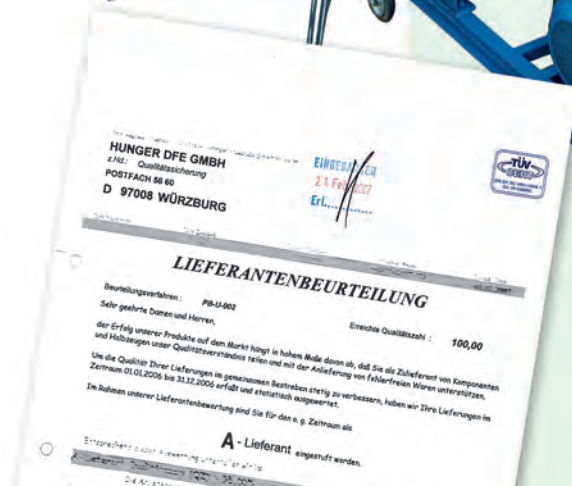 HUNGER DFE GMBH
z.Hd.: Qualitätssicherung
POSTFACH 58 60
D 97008 WÜRZBURG
EINGEGANGEN
2 1 Feb. 2007
Erl.
TÜV
CERT
LIEFERANTENBEURTEILUNG
Beurteilungsverfahren : PB-U-002
Erreichte Qualitätszahl : 100,00
Sehr geehrte Damen und Herren,
der Erfolg unserer Produkte auf dem Markt hängt in hohem Maße davon ab, daß Sie als Zulieferant von Komponenten
und Halbzeugen unser Qualitätsverständnis teilen und mit der Anlieferung von fehlerfreien Waren unterstützen.
Um die Qualität Ihrer Lieferungen im gemeinsamen Bestreben stetig zu verbessern, haben wir Ihre Lieferungen im
Zeitraum 01.01.2006 bis 31.12.2006 erfaßt und statistisch ausgewertet.
Im Rahmen unserer Lieferantenbewertung sind Sie für den o. g. Zeitraum als
A - Lieferant eingestuft worden.